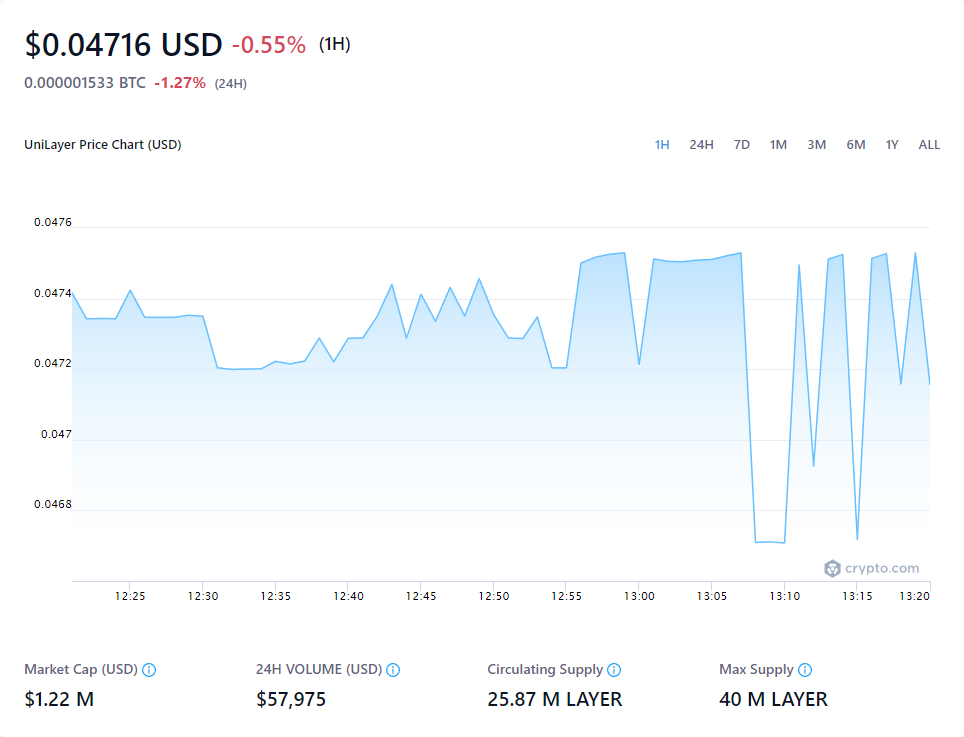 $0.04716 USD -0.55% (1H)
0.000001533 BTC -1.27% (24H)
UniLayer Price Chart (USD) 1H 24H 7D 1M 3M 6M 1Y ALL
0.0476
0.0474
0.0472
0.047
0.0468
crypto.com
12:25 12:30 12:35 12:40 12:45 12:50 12:55 13:00 13:05 13:10 13:15 13:20
Market Cap (USD) 24H VOLUME (USD) Circulating Supply Max Supply
$1.22 M $57,975 25.87 M LAYER 40 M LAYER